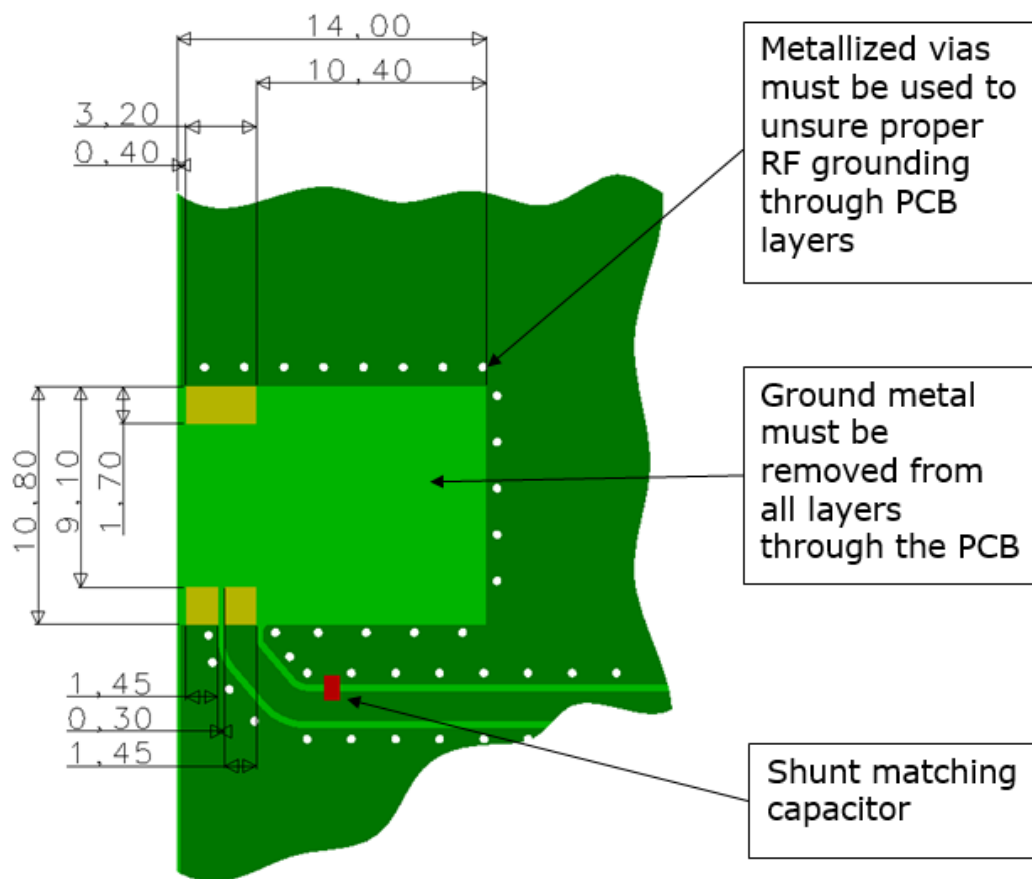 14,00
10,40
3,20
0,40
Metallized vias
must be used to
unsure proper
RF grounding
through PCB
layers
10,80
9,10
1,70
Ground metal
must be
removed from
all layers
through the PCB
1,45
0,30
1,45
Shunt matching
capacitor